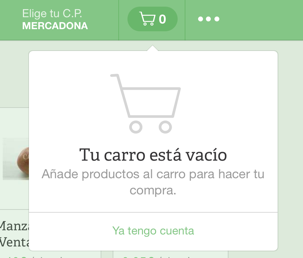 Elige tu C.P.
MERCADONA
0
Tu carro está vacío
Añade productos al carro para hacer tu
compra.
Ya tengo cuenta